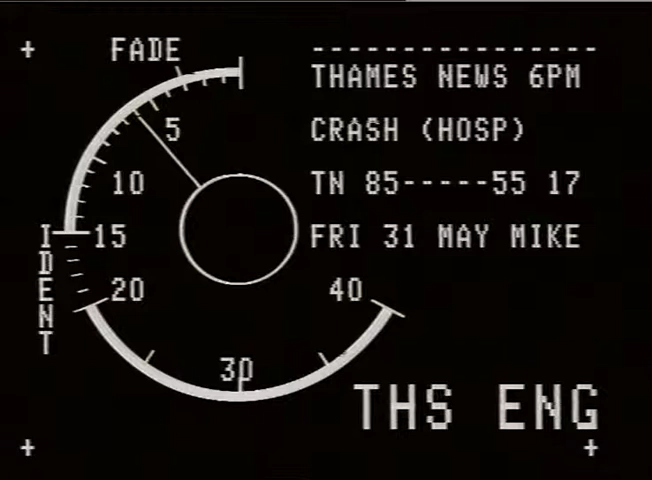 FADE
----------------
THAMES NEWS 6PM
5
CRASH (HOSP)
10
TN 85-----55 17
IDENT
15
FRI 31 MAY MIKE
20
40
30
THS ENG